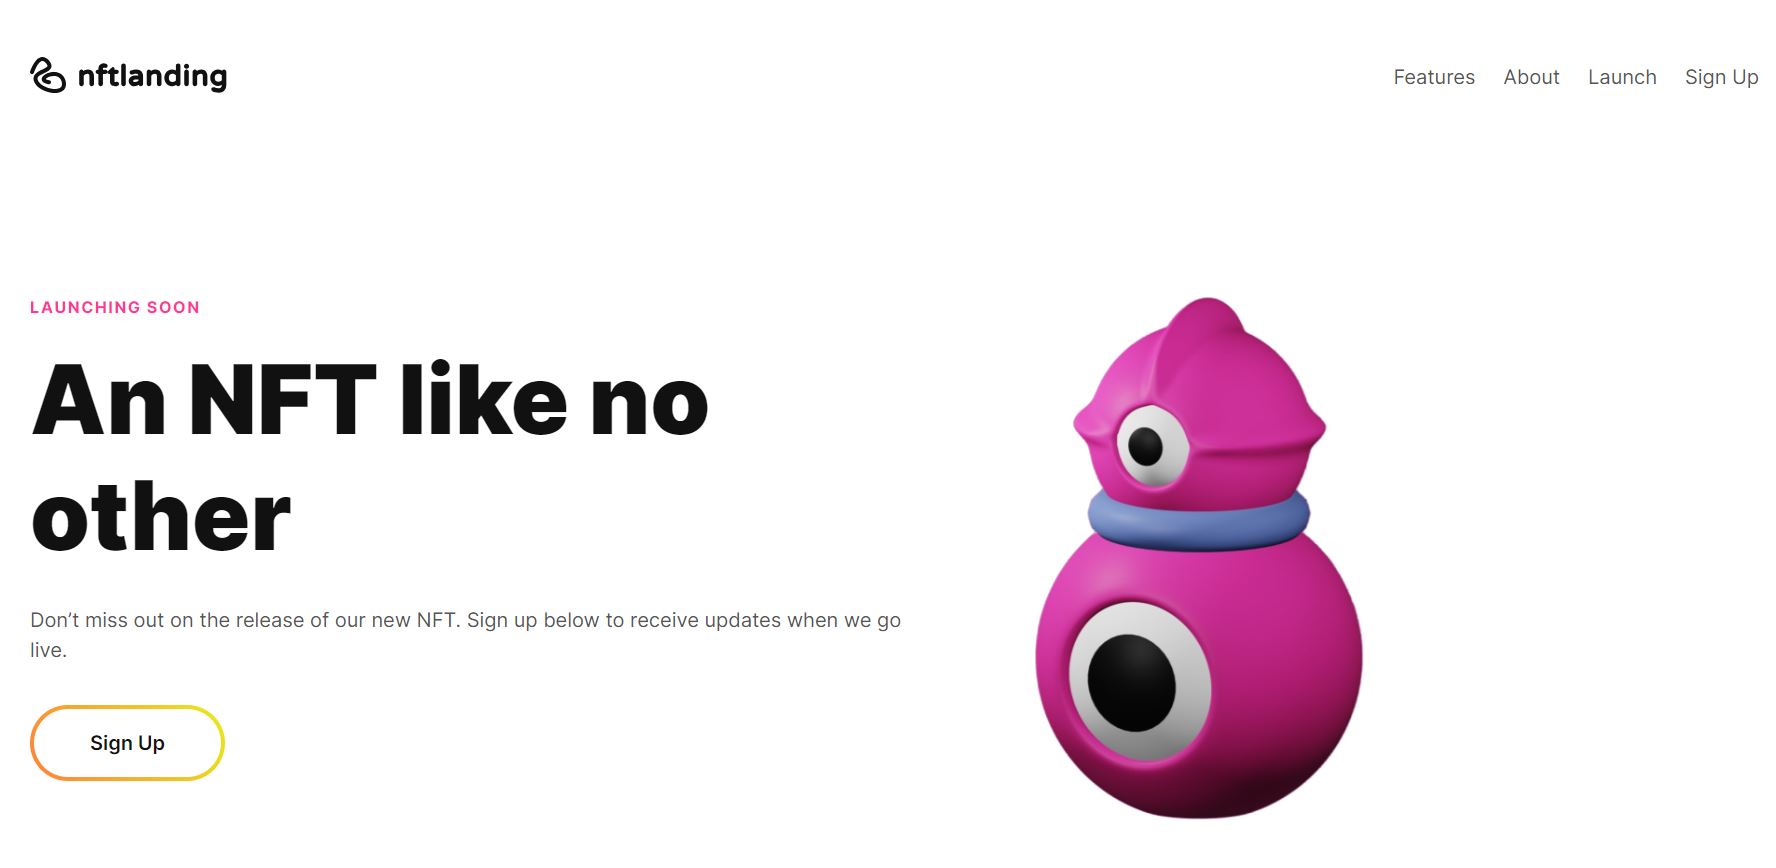 nftlanding
Features About Launch Sign Up
LAUNCHING SOON
An NFT like no
other
Don’t miss out on the release of our new NFT. Sign up below to receive updates when we go
live.
Sign Up